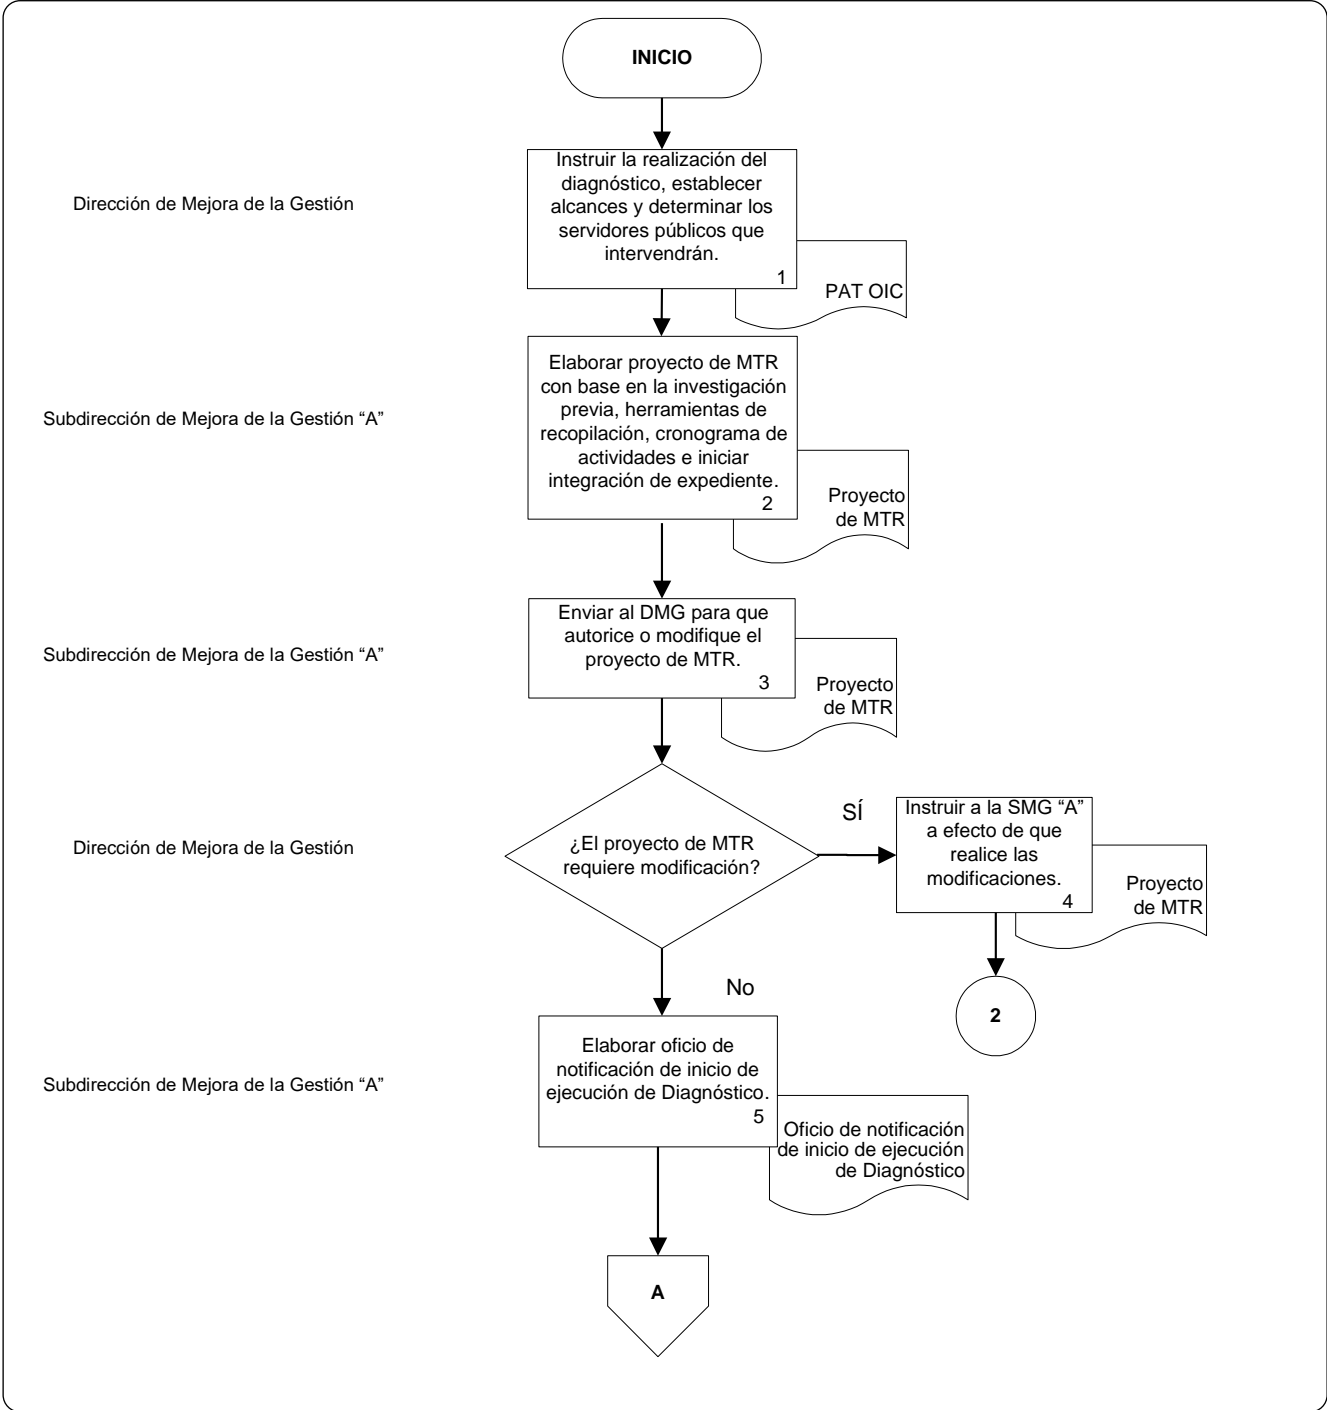 INICIO
Dirección de Mejora de la Gestión
Instruir la realización del
diagnóstico, establecer
alcances y determinar los
servidores públicos que
intervendrán.
1
PAT OIC
Subdirección de Mejora de la Gestión “A”
Elaborar proyecto de MTR
con base en la investigación
previa, herramientas de
recopilación, cronograma de
actividades e iniciar
integración de expediente.
2
Proyecto
de MTR
Subdirección de Mejora de la Gestión “A”
Enviar al DMG para que
autorice o modifique el
proyecto de MTR.
3
Proyecto
de MTR
Dirección de Mejora de la Gestión
¿El proyecto de MTR
requiere modificación?
SÍ
Instruir a la SMG “A”
a efecto de que
realice las
modificaciones.
4
Proyecto
de MTR
2
No
Subdirección de Mejora de la Gestión “A”
Elaborar oficio de
notificación de inicio de
ejecución de Diagnóstico.
5
Oficio de notificación
de inicio de ejecución
de Diagnóstico
A